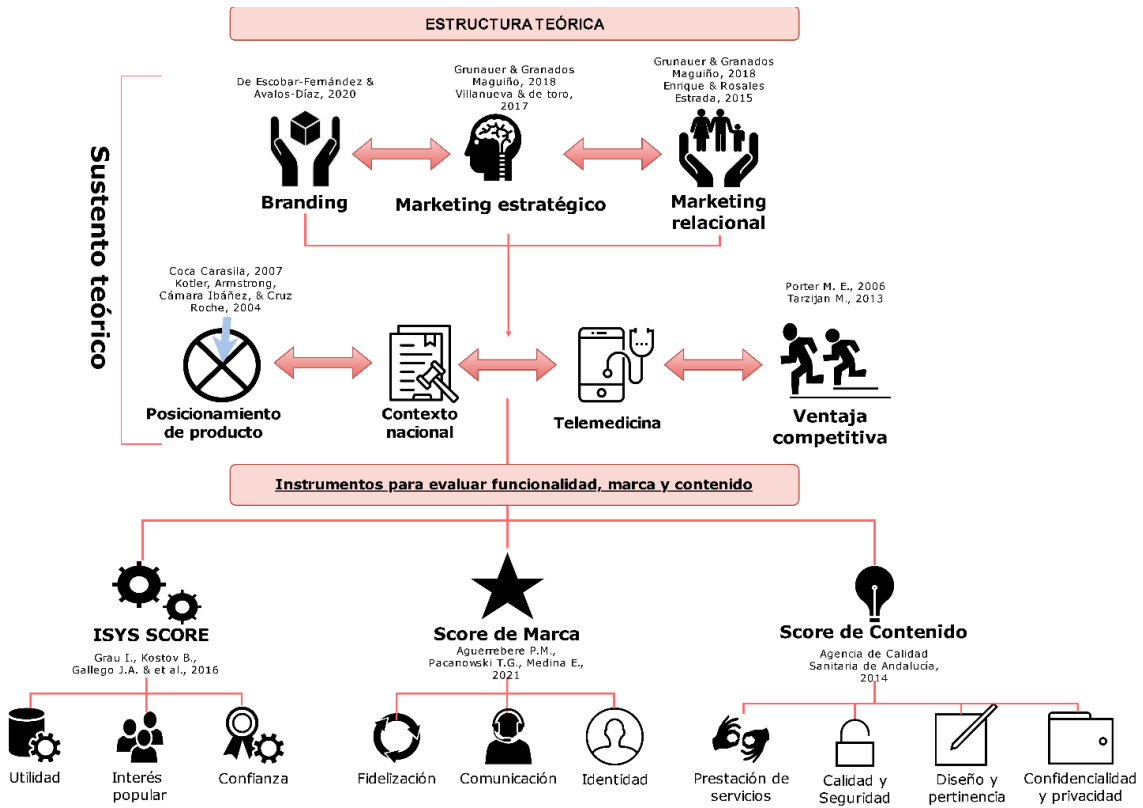 ESTRUCTURA TEÓRICA
Sustento teórico
De Escobar-Fernández &
Avalos-Díaz, 2020
Branding
Grunauer & Granados
Maguiño, 2018
Villanueva & de toro,
2017
Marketing estratégico
Grunauer & Granados
Maguiño, 2018
Enrique & Rosales
Estrada, 2015
Marketing
relacional
Coca Carasila, 2007
Kotler, Armstrong,
Cámara Ibáñez, & Cruz
Roche, 2004
Posicionamiento
de producto
Contexto
nacional
Telemedicina
Porter M. E., 2006
Tarzijan M., 2013
Ventaja
competitiva
Instrumentos para evaluar funcionalidad, marca y contenido
ISYS SCORE
Grau I., Kostov B.,
Gallego J.A. & et al., 2016
Utilidad
Interés
popular
Confianza
Score de Marca
Aguerrebere P.M.,
Pacanowski T.G., Medina E.,
2021
Fidelización
Comunicación
Identidad
Score de Contenido
Agencia de Calidad
Sanitaria de Andalucía,
2014
Prestación de
servicios
Calidad y
Seguridad
Diseño y
pertinencia
Confidencialidad
y privacidad